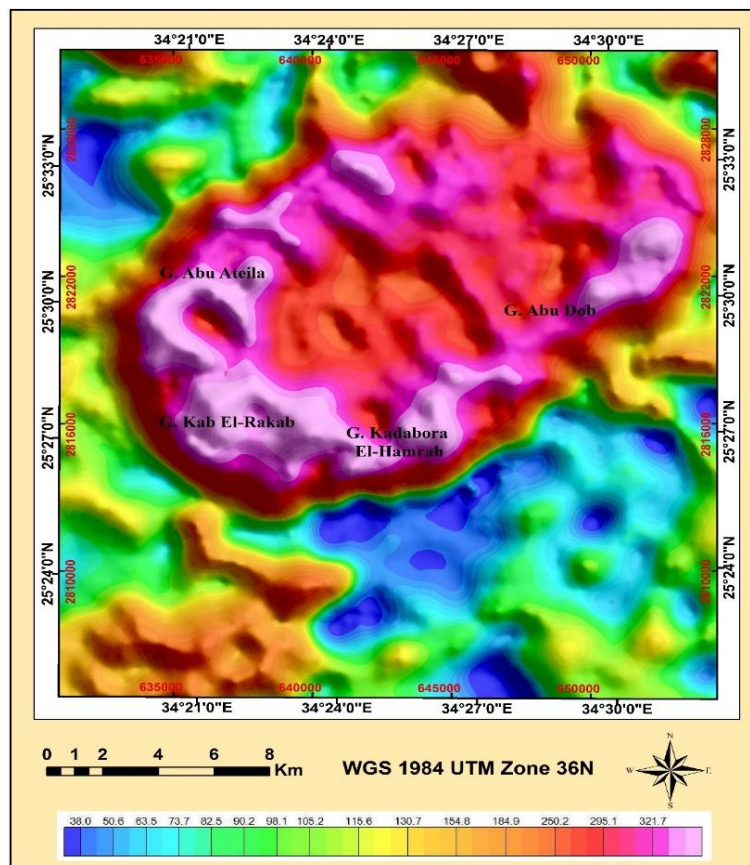 34°21'0"E 34°24'0"E 34°27'0"E 34°30'0"E
635000 640000 645000 650000
25°33'0"N 2828000 2828000 25°33'0"N
G. Abu Ateila
25°30'0"N 2822000 2822000 25°30'0"N
G. Abu Dob
G. Kab El-Rakab
G. Kadabora
El-Hamrah
25°27'0"N 2816000 2816000 25°27'0"N
25°24'0"N 2810000 2810000 25°24'0"N
635000 640000 645000 650000
34°21'0"E 34°24'0"E 34°27'0"E 34°30'0"E
0 1 2 4 6 8
Km
WGS 1984 UTM Zone 36N
N
W E
S
38.0 50.6 63.5 73.7 82.5 90.2 98.1 105.2 115.6 130.7 154.8 184.9 250.2 295.1 321.7